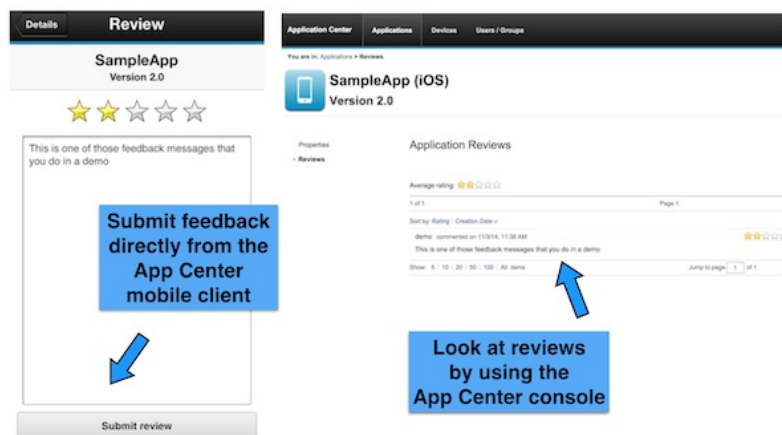 Details
Review
SampleApp
Version 2.0
This is one of those feedback messages that
you do in a demo
Submit feedback
directly from the
App Center
mobile client
Submit review
Application Center Applications Devices Users / Groups
You are in: Applications > Reviews
SampleApp (iOS)
Version 2.0
Properties
- Reviews
Application Reviews
Average rating:
1 of 1 Page 1
Sort by: Rating | Creation Date
demo commented on 11/3/14, 11:38 AM
This is one of those feedback messages that you do in a demo
Show: 5 | 10 | 20 | 50 | 100 | All items Jump to page 1 of 1
Look at reviews
by using the
App Center console